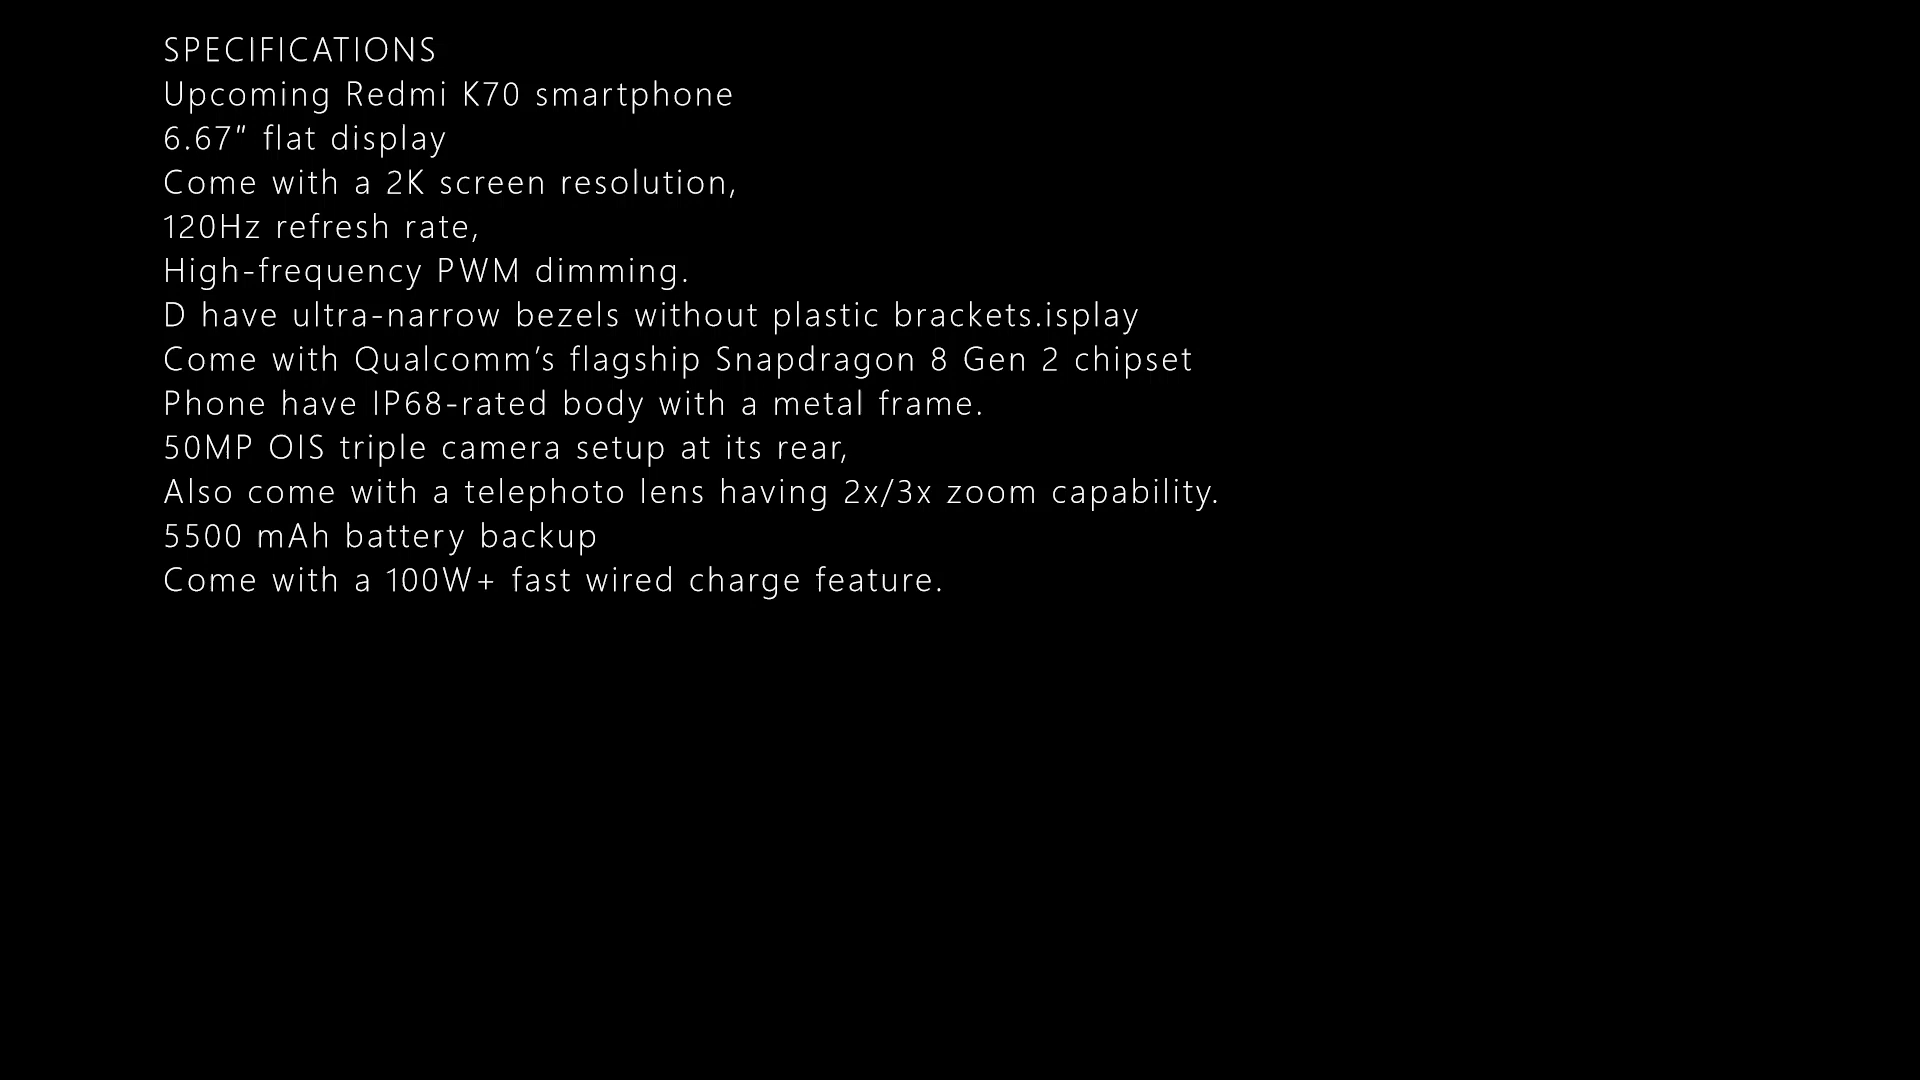 SPECIFICATIONS
Upcoming Redmi K70 smartphone
6.67″ flat display
Come with a 2K screen resolution,
120Hz refresh rate,
High-frequency PWM dimming.
D have ultra-narrow bezels without plastic brackets.isplay
Come with Qualcomm’s flagship Snapdragon 8 Gen 2 chipset
Phone have IP68-rated body with a metal frame.
50MP OIS triple camera setup at its rear,
Also come with a telephoto lens having 2x/3x zoom capability.
5500 mAh battery backup
Come with a 100W+ fast wired charge feature.